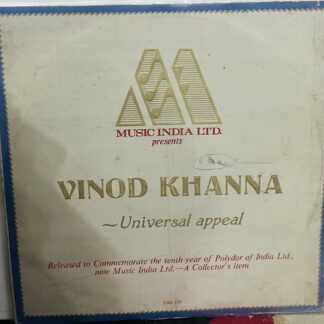 MUSIC INDIA LTD.
presents
VINOD KHANNA
~Universal appeal
Released to Commemorate the tenth year of Polydor of India Ltd.,
now Music India Ltd.—A Collector's item